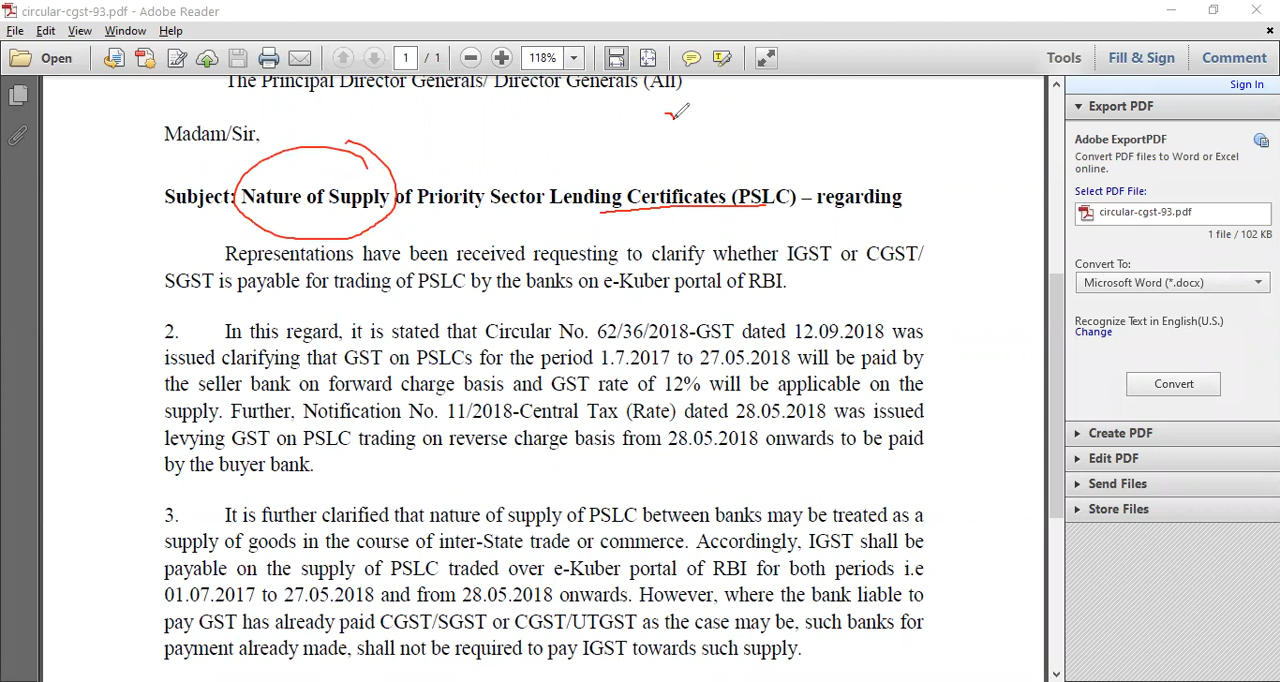 circular-cgst-93.pdf - Adobe Reader
File Edit View Window Help
Open 1 / 1 118% Tools Fill & Sign Comment
The Principal Director Generals/ Director Generals (All)
Madam/Sir,
Subject: Nature of Supply of Priority Sector Lending Certificates (PSLC) – regarding
Representations have been received requesting to clarify whether IGST or CGST/
SGST is payable for trading of PSLC by the banks on e-Kuber portal of RBI.
2. In this regard, it is stated that Circular No. 62/36/2018-GST dated 12.09.2018 was
issued clarifying that GST on PSLCs for the period 1.7.2017 to 27.05.2018 will be paid by
the seller bank on forward charge basis and GST rate of 12% will be applicable on the
supply. Further, Notification No. 11/2018-Central Tax (Rate) dated 28.05.2018 was issued
levying GST on PSLC trading on reverse charge basis from 28.05.2018 onwards to be paid
by the buyer bank.
3. It is further clarified that nature of supply of PSLC between banks may be treated as a
supply of goods in the course of inter-State trade or commerce. Accordingly, IGST shall be
payable on the supply of PSLC traded over e-Kuber portal of RBI for both periods i.e
01.07.2017 to 27.05.2018 and from 28.05.2018 onwards. However, where the bank liable to
pay GST has already paid CGST/SGST or CGST/UTGST as the case may be, such banks for
payment already made, shall not be required to pay IGST towards such supply.
Sign In
Export PDF
Adobe ExportPDF
Convert PDF files to Word or Excel
online.
Select PDF File:
circular-cgst-93.pdf
1 file / 102 KB
Convert To:
Microsoft Word (*.docx)
Recognize Text in English(U.S.)
Change
Convert
Create PDF
Edit PDF
Send Files
Store Files